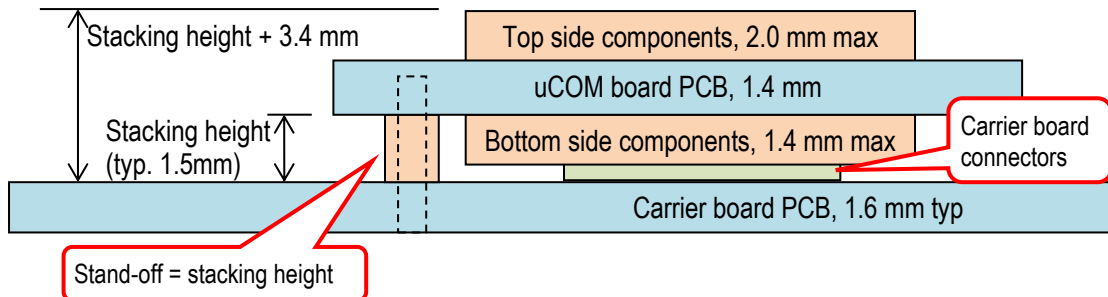 Stacking height + 3.4 mm
Top side components, 2.0 mm max
uCOM board PCB, 1.4 mm
Stacking height
(typ. 1.5mm)
Bottom side components, 1.4 mm max
Carrier board
connectors
Carrier board PCB, 1.6 mm typ
Stand-off = stacking height